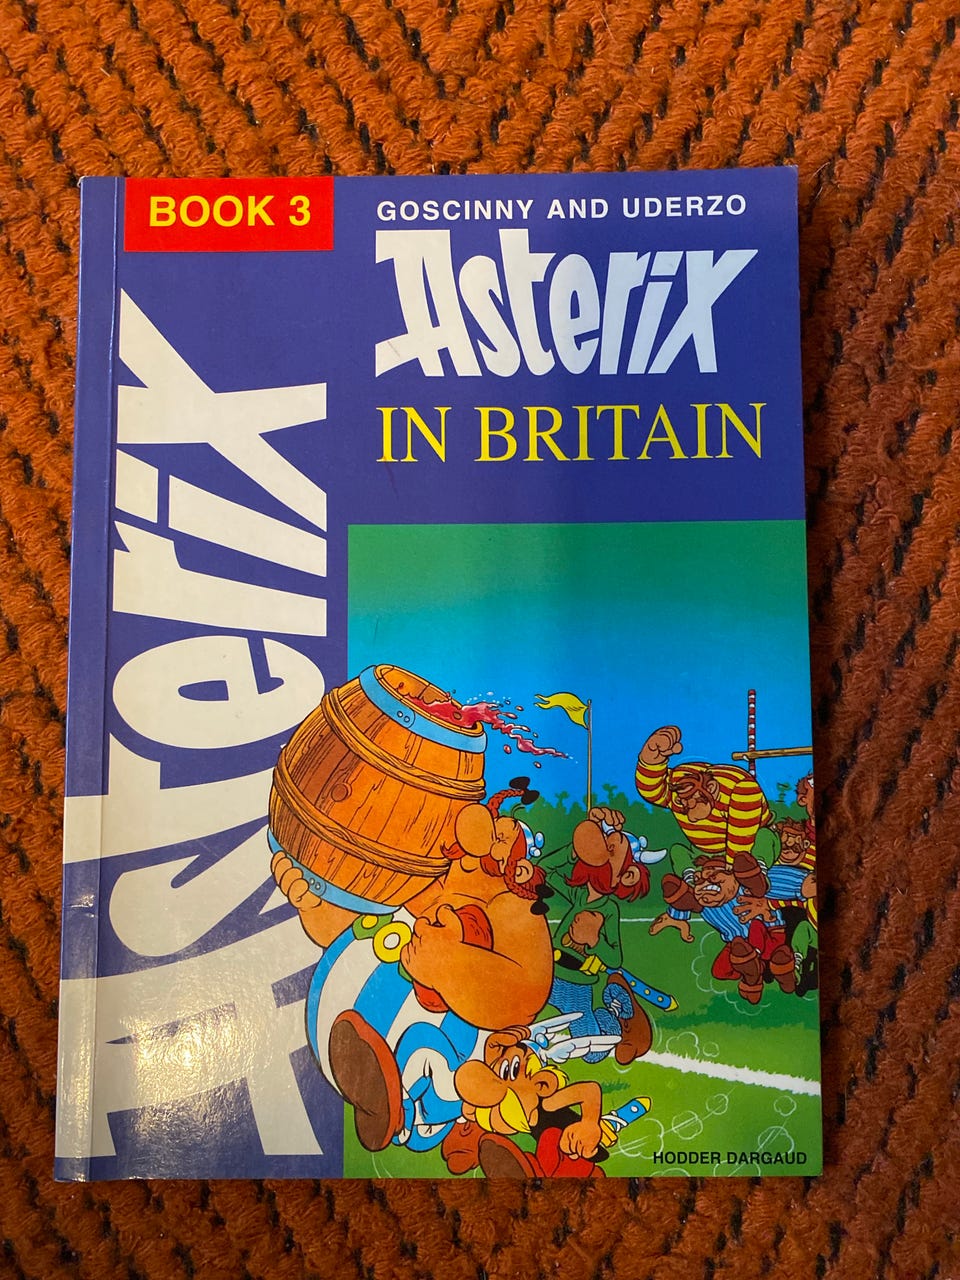 BOOK 3
GOSCINNY AND UDERZO
Asterix
IN BRITAIN
Asterix
HODDER DARGAUD